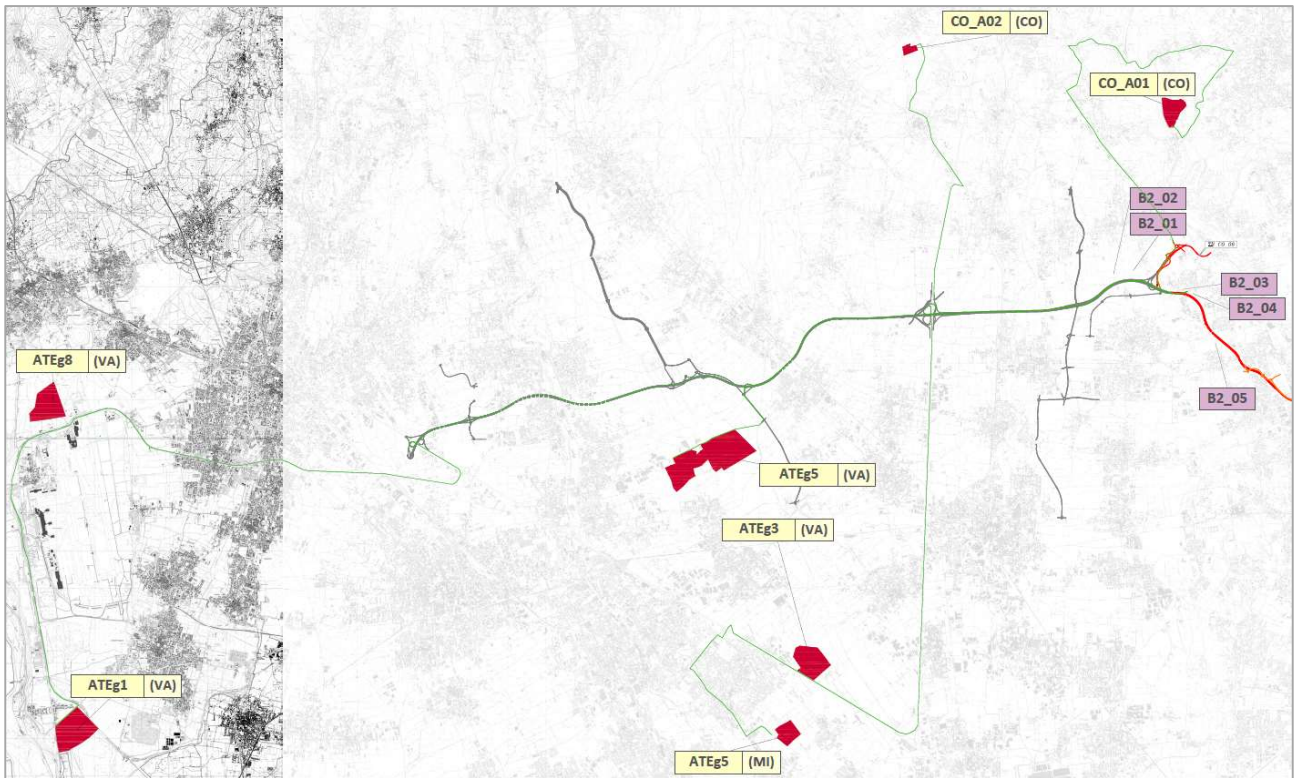 CO_A02 (CO)
CO_A01 (CO)
B2_02
B2_01
B2_03
B2_04
ATEg8 (VA)
B2_05
ATEg5 (VA)
ATEg3 (VA)
ATEg1 (VA)
ATEg5 (MI)